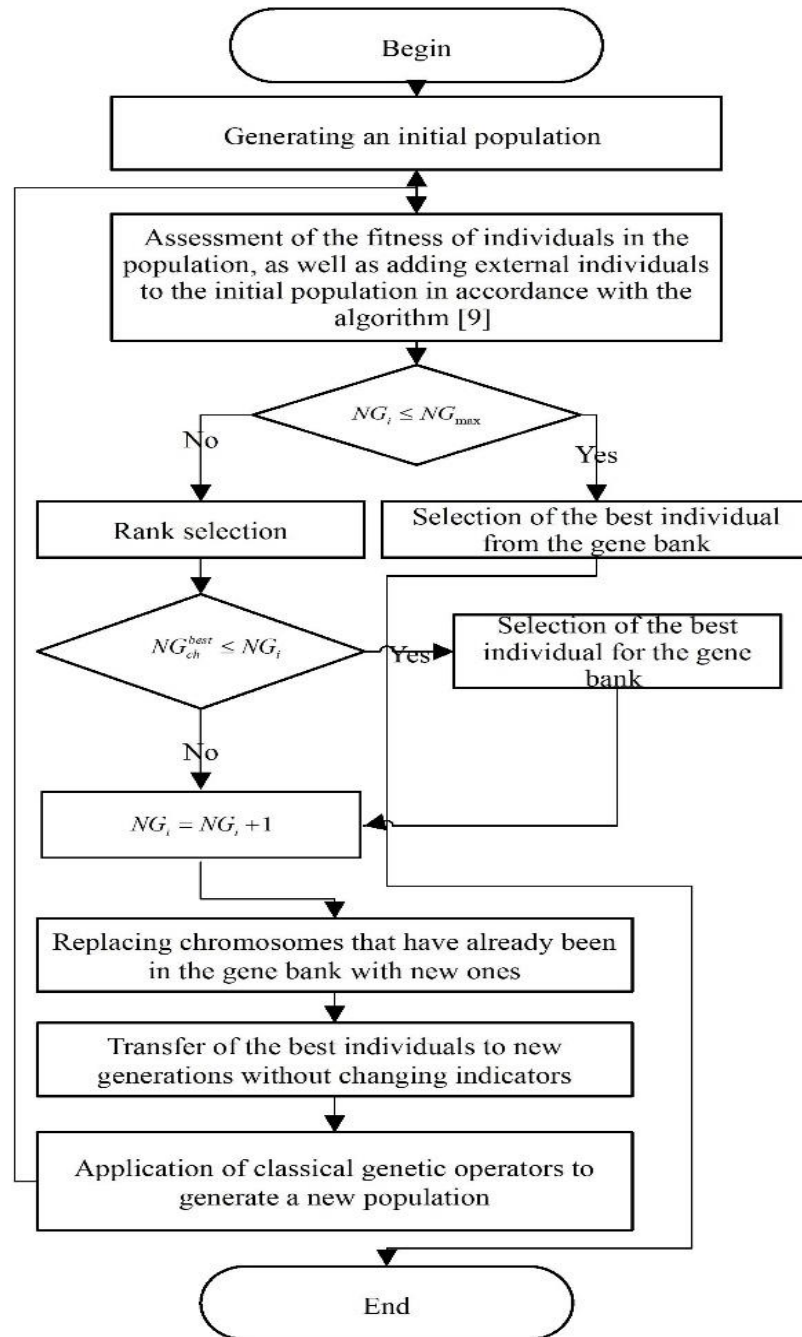 Begin
Generating an initial population
Assessment of the fitness of individuals in the
population, as well as adding external individuals
to the initial population in accordance with the
algorithm [9]
NG_i ≤ NG_max
No
Yes
Rank selection
Selection of the best individual
from the gene bank
NG_ch^best ≤ NG_i
Yes
Selection of the best
individual for the gene
bank
No
NG_i = NG_i + 1
Replacing chromosomes that have already been
in the gene bank with new ones
Transfer of the best individuals to new
generations without changing indicators
Application of classical genetic operators to
generate a new population
End